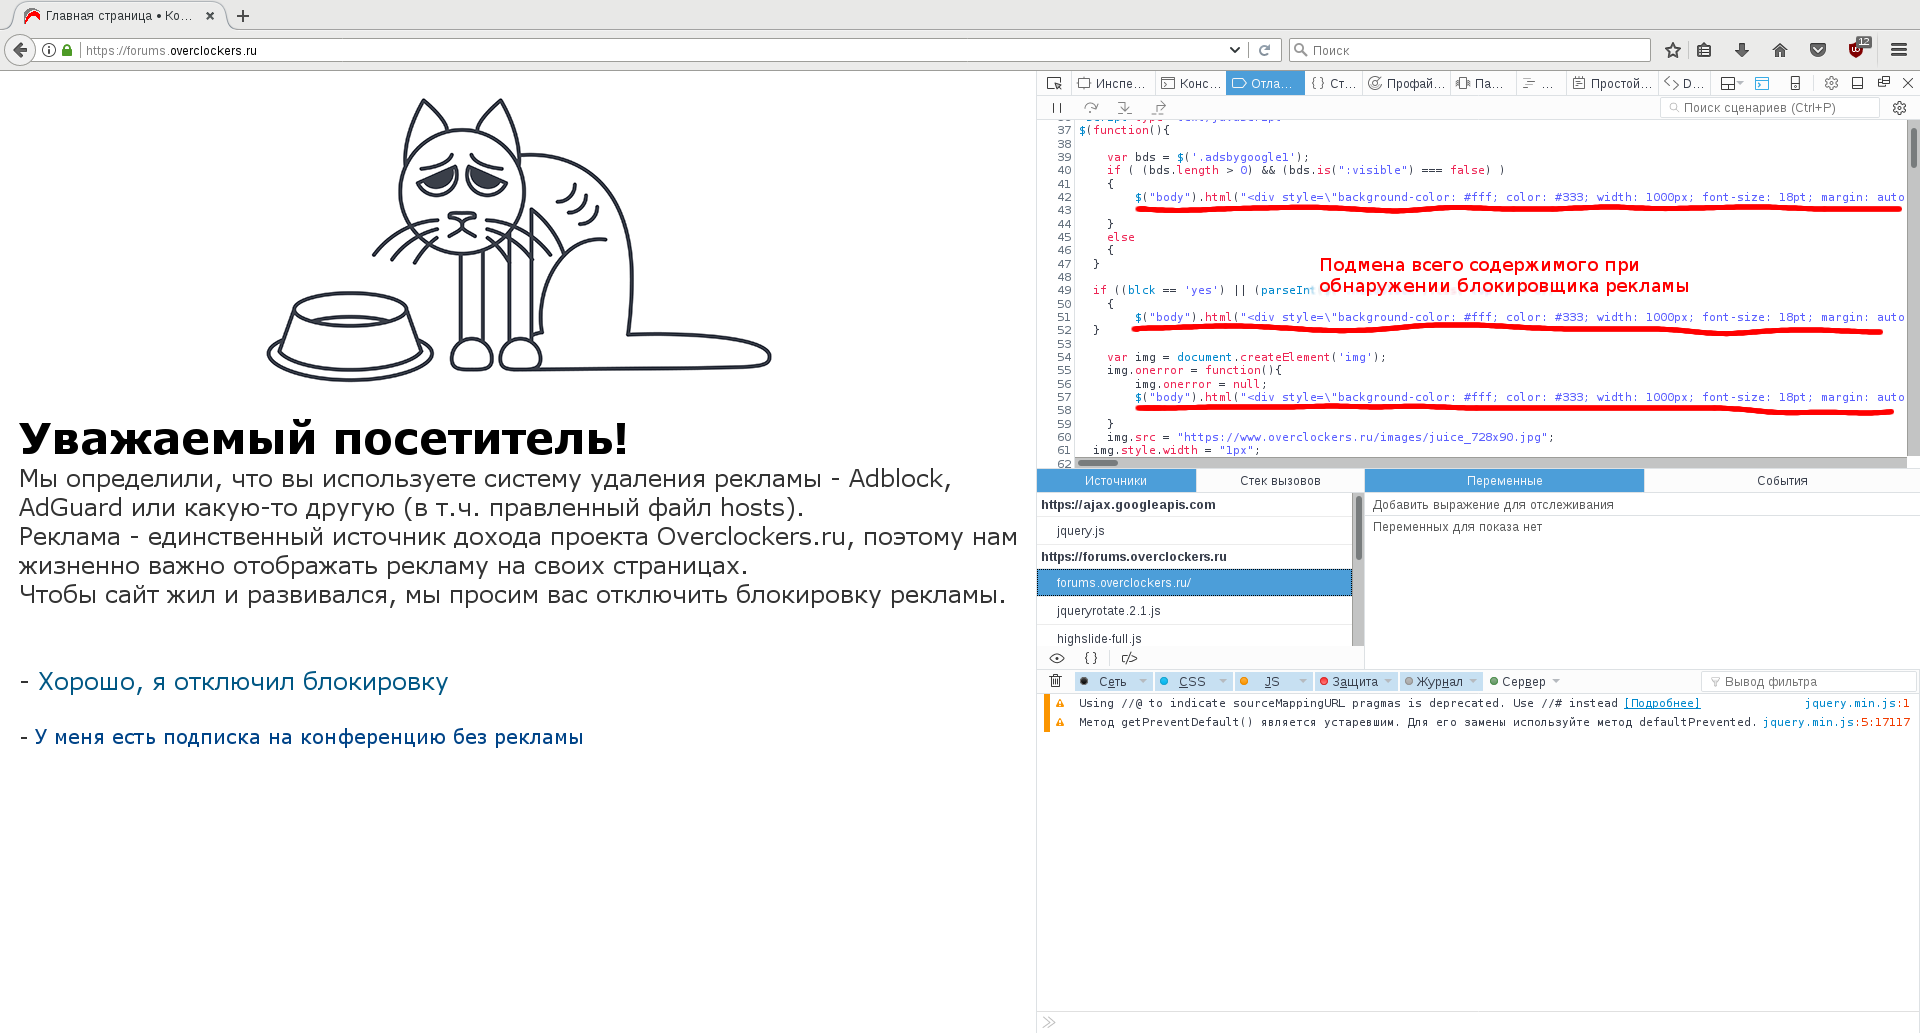 Главная страница • Ко...
https://forums.overclockers.ru
Поиск
12
Уважаемый посетитель!
Мы определили, что вы используете систему удаления рекламы - Adblock,
AdGuard или какую-то другую (в т.ч. правленный файл hosts).
Реклама - единственный источник дохода проекта Overclockers.ru, поэтому нам
жизненно важно отображать рекламу на своих страницах.
Чтобы сайт жил и развивался, мы просим вас отключить блокировку рекламы.
- Хорошо, я отключил блокировку
- У меня есть подписка на конференцию без рекламы
Инспе... Конс... Отла... { } Ст... Профай... Па... ... Простой... D...
Поиск сценариев (Ctrl+P)
37 $(function(){
38
39 var bds = $('.adsbygoogle1');
40 if ( (bds.length > 0) && (bds.is(":visible") === false) )
41 {
42 $("body").html("<div style=\"background-color: #fff; color: #333; width: 1000px; font-size: 18pt; margin: auto
43
44 }
45 else
46 {
47 }
48
Подмена всего содержимого при
обнаружении блокировщика рекламы
49 if ((blck == 'yes') || (parseInt
50 {
51 $("body").html("<div style=\"background-color: #fff; color: #333; width: 1000px; font-size: 18pt; margin: auto
52 }
53
54 var img = document.createElement('img');
55 img.onerror = function(){
56 img.onerror = null;
57 $("body").html("<div style=\"background-color: #fff; color: #333; width: 1000px; font-size: 18pt; margin: auto
58
59 }
60 img.src = "https://www.overclockers.ru/images/juice_728x90.jpg";
61 img.style.width = "1px";
62
Источники Стек вызовов Переменные События
https://ajax.googleapis.com
jquery.js
https://forums.overclockers.ru
forums.overclockers.ru/
jqueryrotate.2.1.js
highslide-full.js
{ }
Добавить выражение для отслеживания
Переменных для показа нет
Сеть CSS JS Защита Журнал Сервер
Вывод фильтра
Using //@ to indicate sourceMappingURL pragmas is deprecated. Use //# instead [Подробнее] jquery.min.js:1
Метод getPreventDefault() является устаревшим. Для его замены используйте метод defaultPrevented. jquery.min.js:5:17117